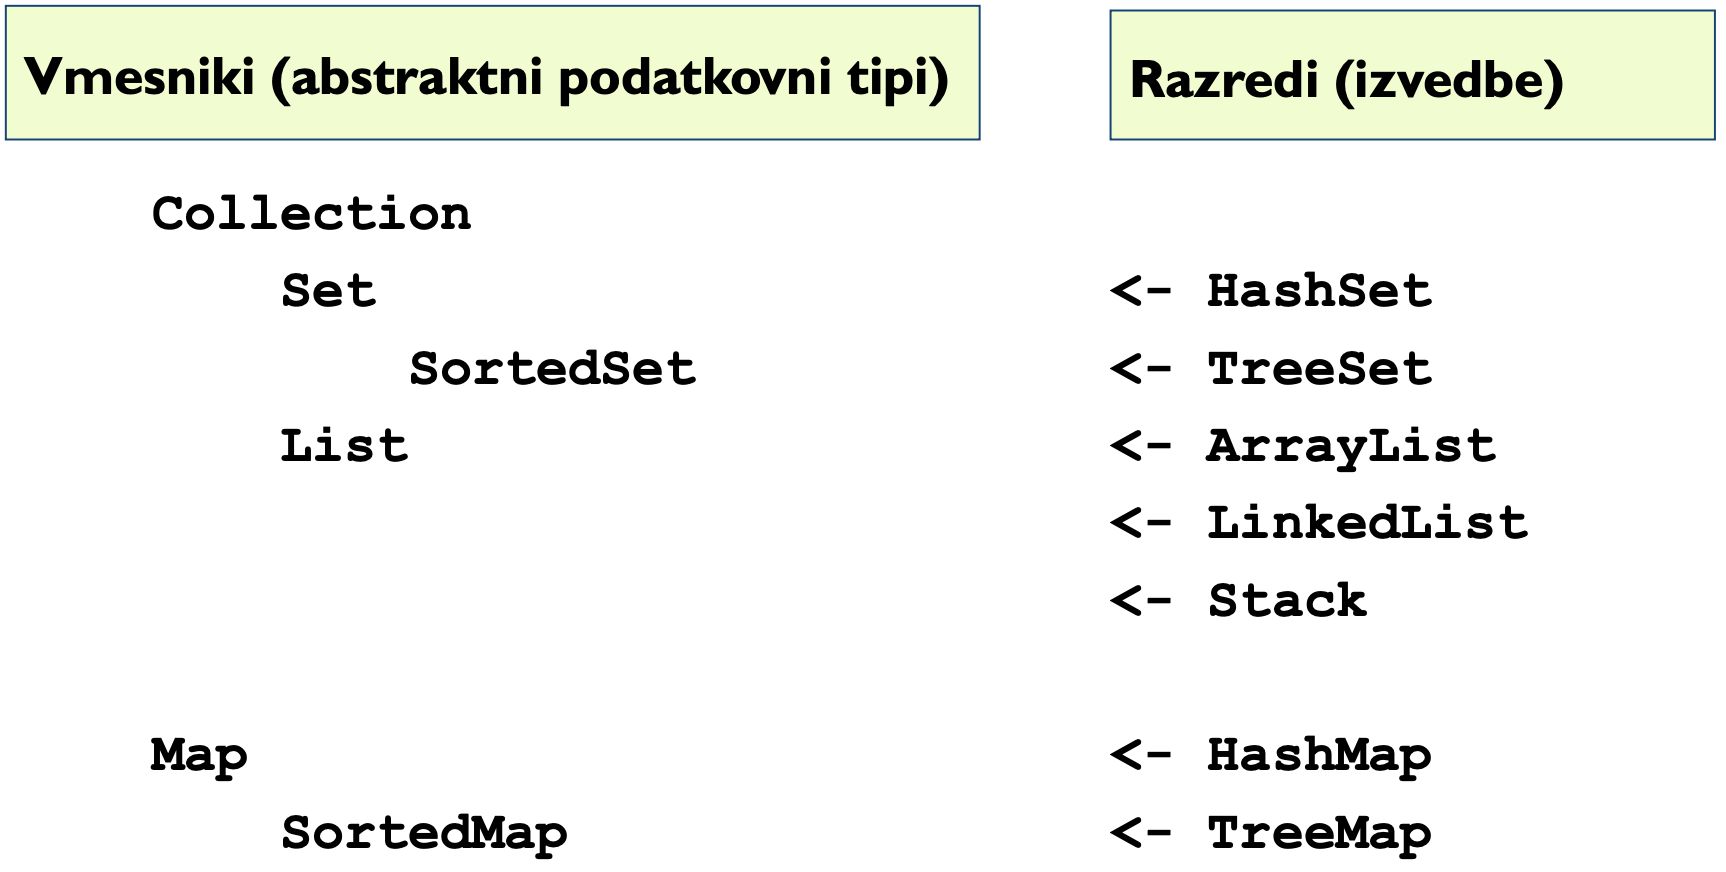 Vmesniki (abstraktni podatkovni tipi)
Razredi (izvedbe)
Collection
Set <- HashSet
SortedSet <- TreeSet
List <- ArrayList
<- LinkedList
<- Stack
Map <- HashMap
SortedMap <- TreeMap